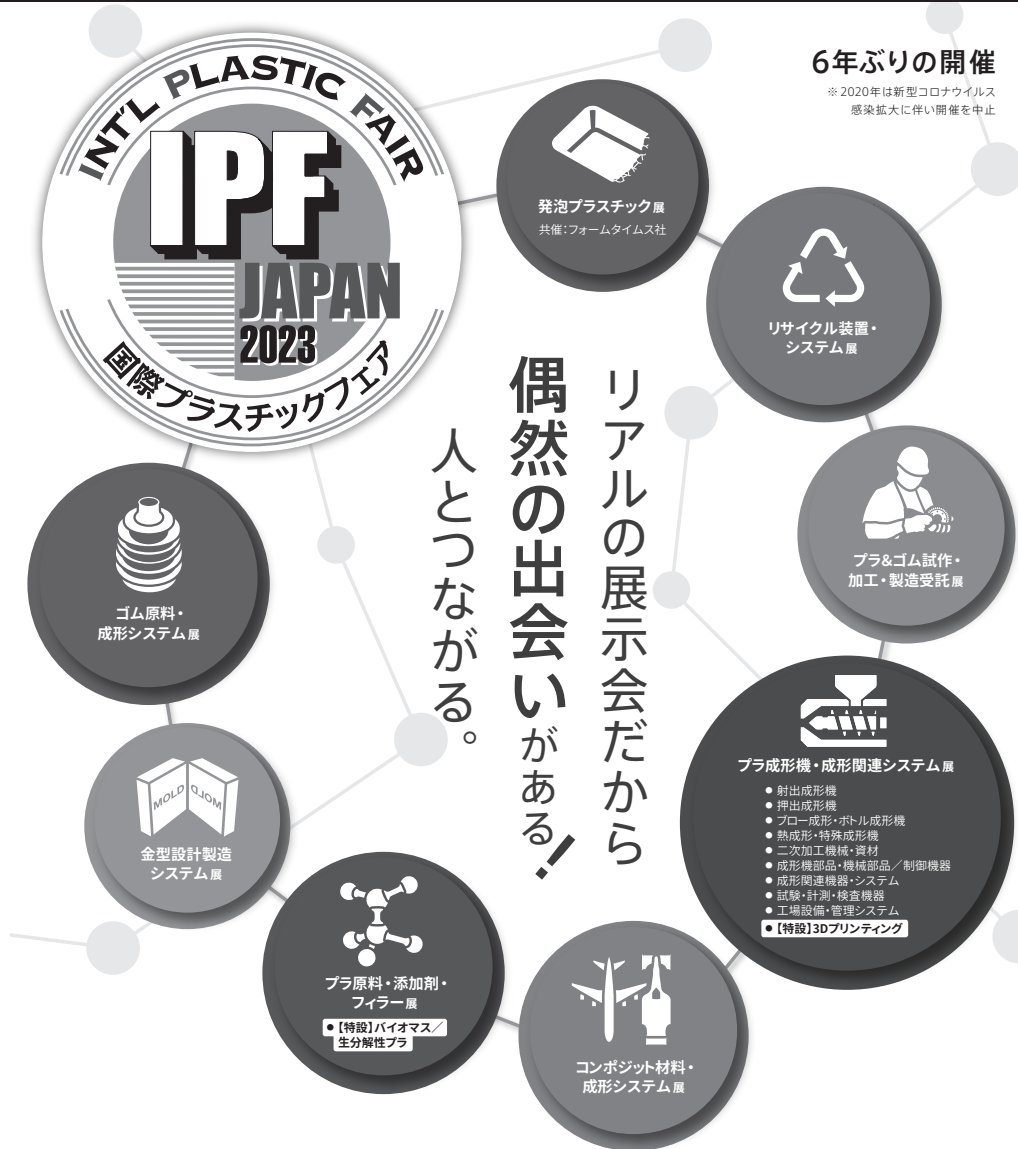 INT'L PLASTIC FAIR
IPF
JAPAN
2023
国際プラスチックフェア
6年ぶりの開催
※2020年は新型コロナウイルス
感染拡大に伴い開催を中止
発泡プラスチック展
共催:フォームタイムス社
リサイクル装置・
システム展
プラ&ゴム試作・
加工・製造受託展
プラ成形機・成形関連システム展
● 射出成形機
● 押出成形機
● ブロー成形・ボトル成形機
● 熱成形・特殊成形機
● 二次加工機械・資材
● 成形機部品・機械部品/制御機器
● 成形関連機器・システム
● 試験・計測・検査機器
● 工場設備・管理システム
●【特設】3Dプリンティング
コンポジット材料・
成形システム展
プラ原料・添加剤・
フィラー展
●【特設】バイオマス/
生分解性プラ
MOLD
MOLD
金型設計製造
システム展
ゴム原料・
成形システム展
リアルの展示会だから
偶然の出会いがある!
人とつながる。